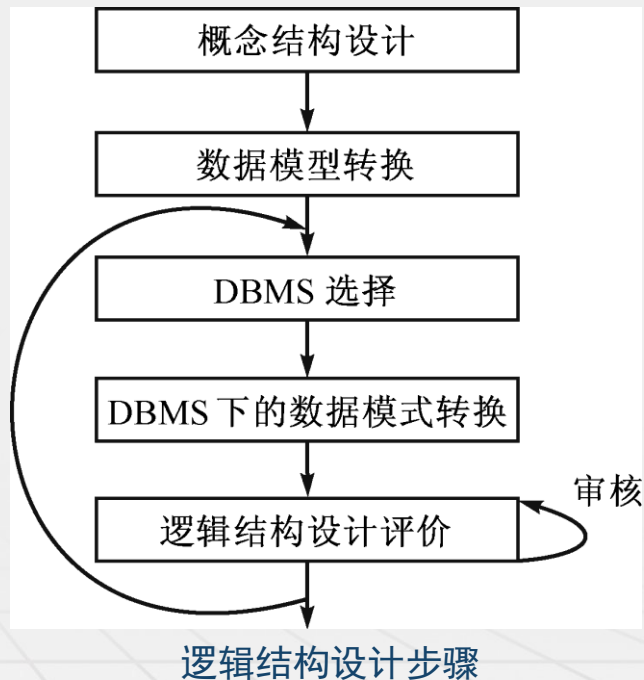 概念结构设计
数据模型转换
DBMS 选择
DBMS 下的数据模式转换
审核
逻辑结构设计评价
逻辑结构设计步骤